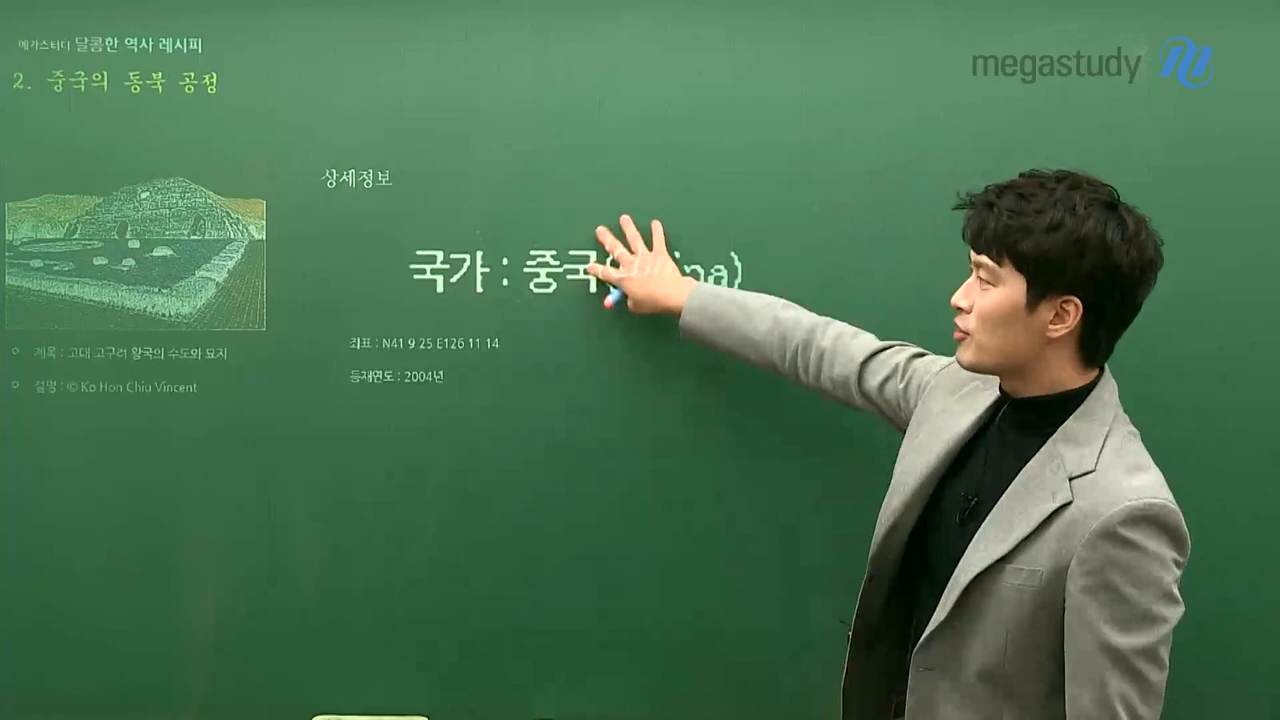 메가스터디 달콤한 역사 레시피
megastudy
2. 중국의 동북 공정
상세정보
국가 : 중국
좌표 : N41 9 25 E126 11 14
등재연도 : 2004년
제목 : 고대 고구려 왕국의 수도와 묘지
설명 : © Ko Hon Chiu Vincent